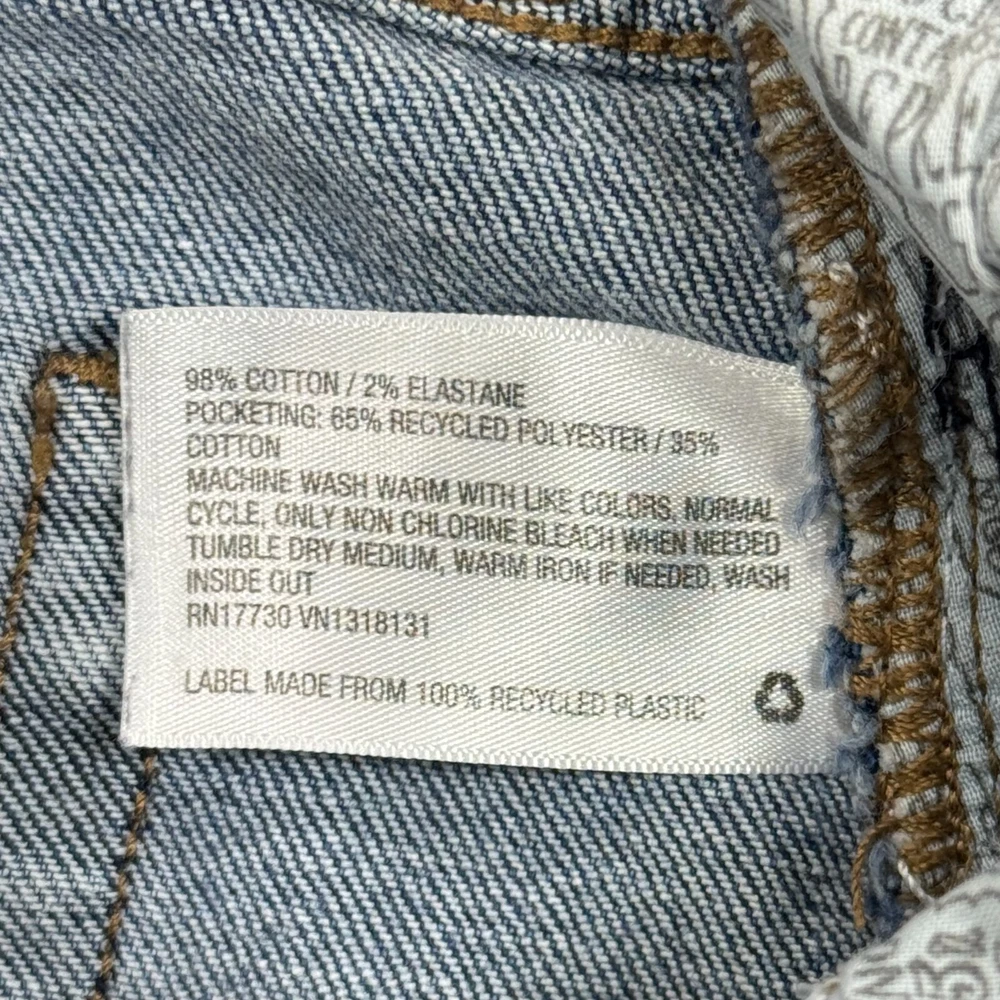 98% COTTON / 2% ELASTANE
POCKETING: 65% RECYCLED POLYESTER / 35%
COTTON
MACHINE WASH WARM WITH LIKE COLORS, NORMAL
CYCLE, ONLY NON CHLORINE BLEACH WHEN NEEDED
TUMBLE DRY MEDIUM, WARM IRON IF NEEDED, WASH
INSIDE OUT
RN17730 VN1318131
LABEL MADE FROM 100% RECYCLED PLASTIC